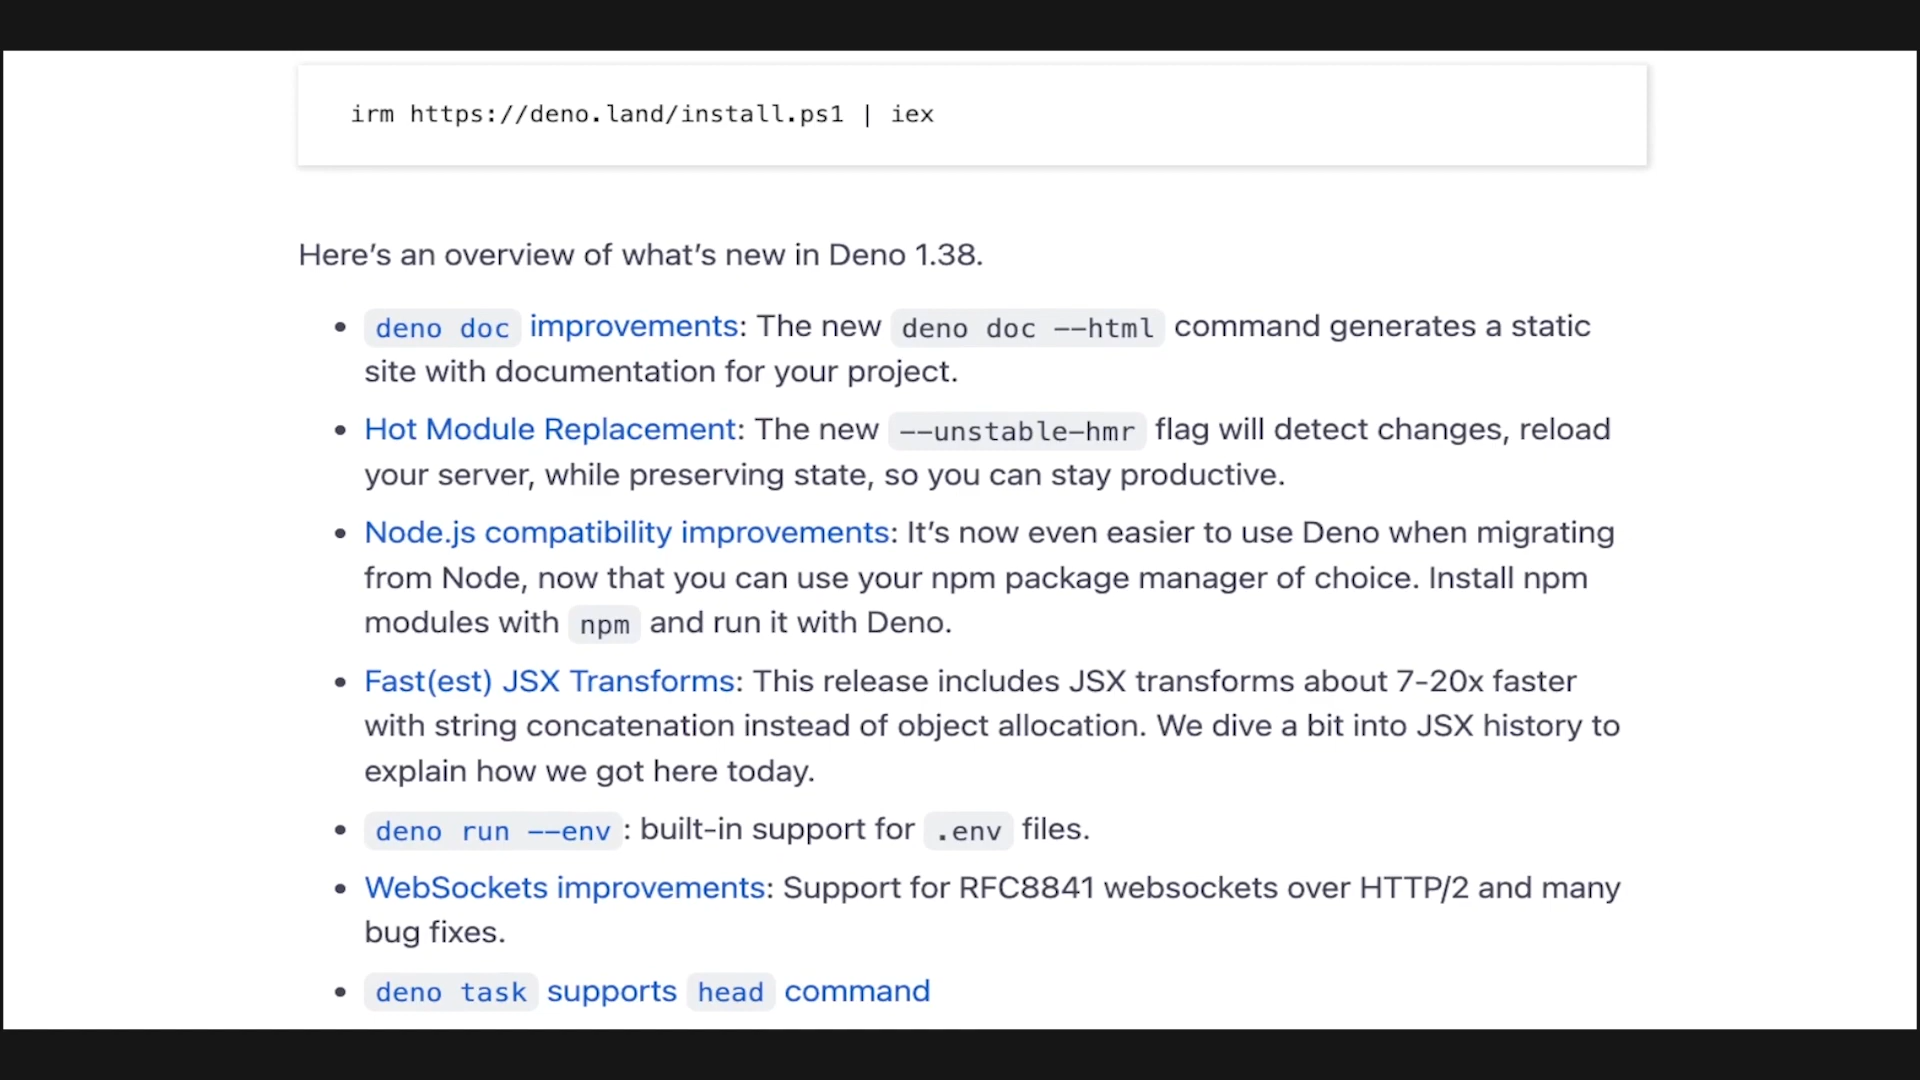 irm https://deno.land/install.ps1 | iex
Here’s an overview of what’s new in Deno 1.38.
• deno doc improvements: The new deno doc --html command generates a static
site with documentation for your project.
• Hot Module Replacement: The new --unstable-hmr flag will detect changes, reload
your server, while preserving state, so you can stay productive.
• Node.js compatibility improvements: It’s now even easier to use Deno when migrating
from Node, now that you can use your npm package manager of choice. Install npm
modules with npm and run it with Deno.
• Fast(est) JSX Transforms: This release includes JSX transforms about 7-20x faster
with string concatenation instead of object allocation. We dive a bit into JSX history to
explain how we got here today.
• deno run --env: built-in support for .env files.
• WebSockets improvements: Support for RFC8841 websockets over HTTP/2 and many
bug fixes.
• deno task supports head command